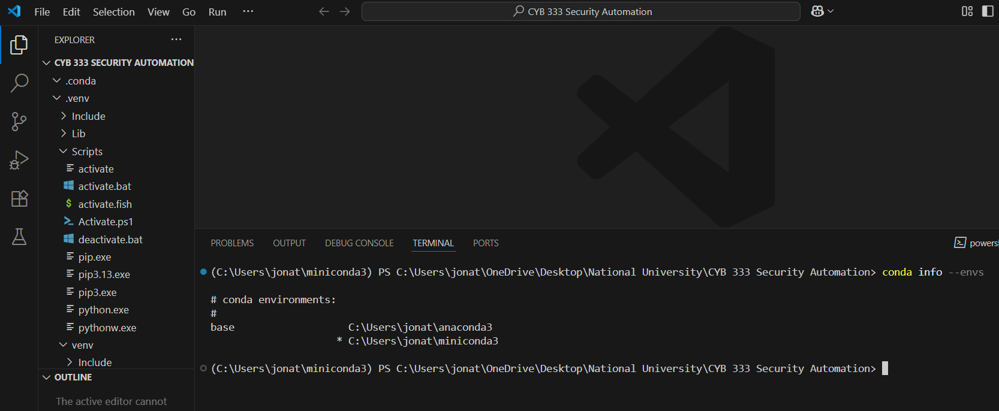 File Edit Selection View Go Run ···
CYB 333 Security Automation
EXPLORER ···
CYB 333 SECURITY AUTOMATION
.conda
.venv
Include
Lib
Scripts
activate
activate.bat
activate.fish
Activate.ps1
deactivate.bat
pip.exe
pip3.13.exe
pip3.exe
python.exe
pythonw.exe
venv
Include
OUTLINE
The active editor cannot
PROBLEMS OUTPUT DEBUG CONSOLE TERMINAL PORTS
powersl
(C:\Users\jonat\miniconda3) PS C:\Users\jonat\OneDrive\Desktop\National University\CYB 333 Security Automation> conda info --envs
# conda environments:
#
base                   C:\Users\jonat\anaconda3
                     * C:\Users\jonat\miniconda3
(C:\Users\jonat\miniconda3) PS C:\Users\jonat\OneDrive\Desktop\National University\CYB 333 Security Automation>